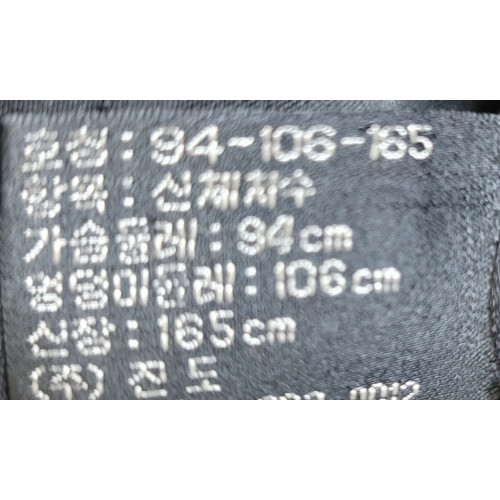 호칭: 94-106-165
항목: 신체치수
가슴둘레: 94cm
엉덩이둘레: 106cm
신장: 165cm
(주) 진도